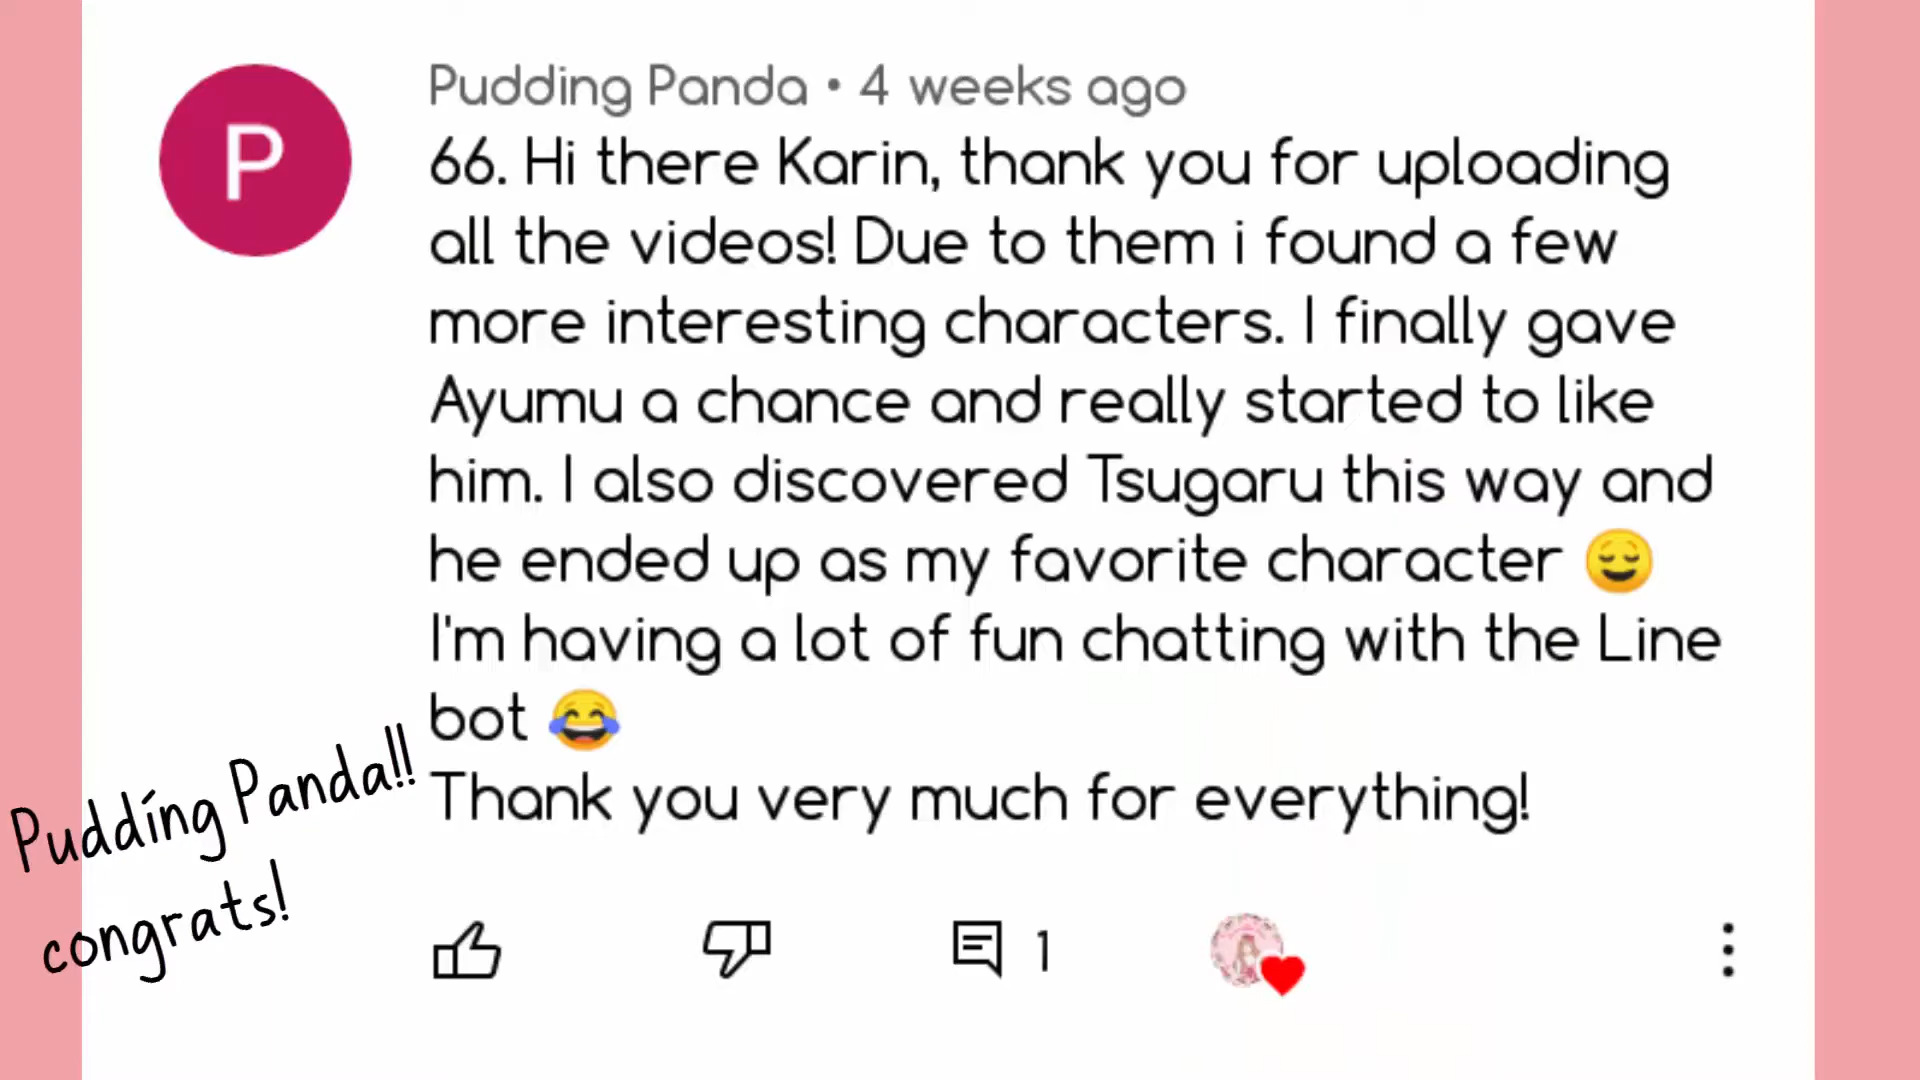 Pudding Panda • 4 weeks ago
P
66. Hi there Karin, thank you for uploading
all the videos! Due to them i found a few
more interesting characters. I finally gave
Ayumu a chance and really started to like
him. I also discovered Tsugaru this way and
he ended up as my favorite character 😌
I'm having a lot of fun chatting with the Line
bot 😂
Thank you very much for everything!
Pudding Panda!!
congrats!
1